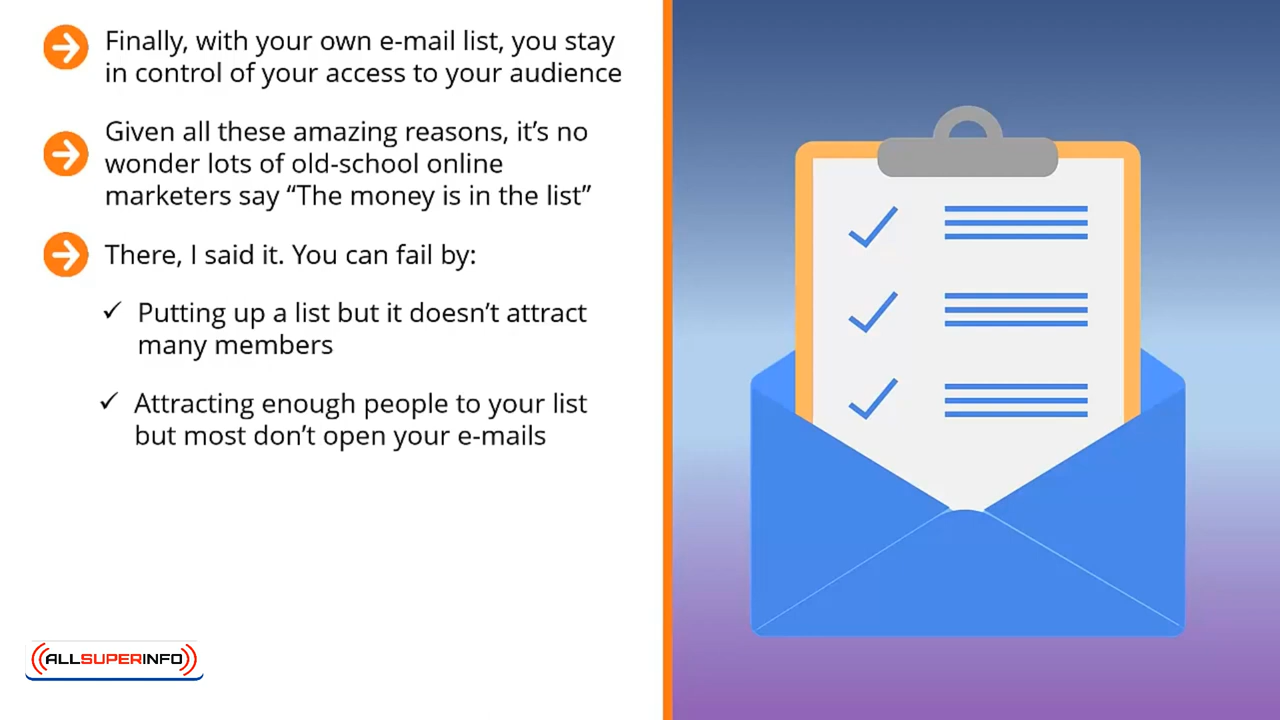 Finally, with your own e-mail list, you stay
in control of your access to your audience
Given all these amazing reasons, it's no
wonder lots of old-school online
marketers say “The money is in the list”
There, I said it. You can fail by:
Putting up a list but it doesn't attract
many members
Attracting enough people to your list
but most don't open your e-mails
ALLSUPERINFO